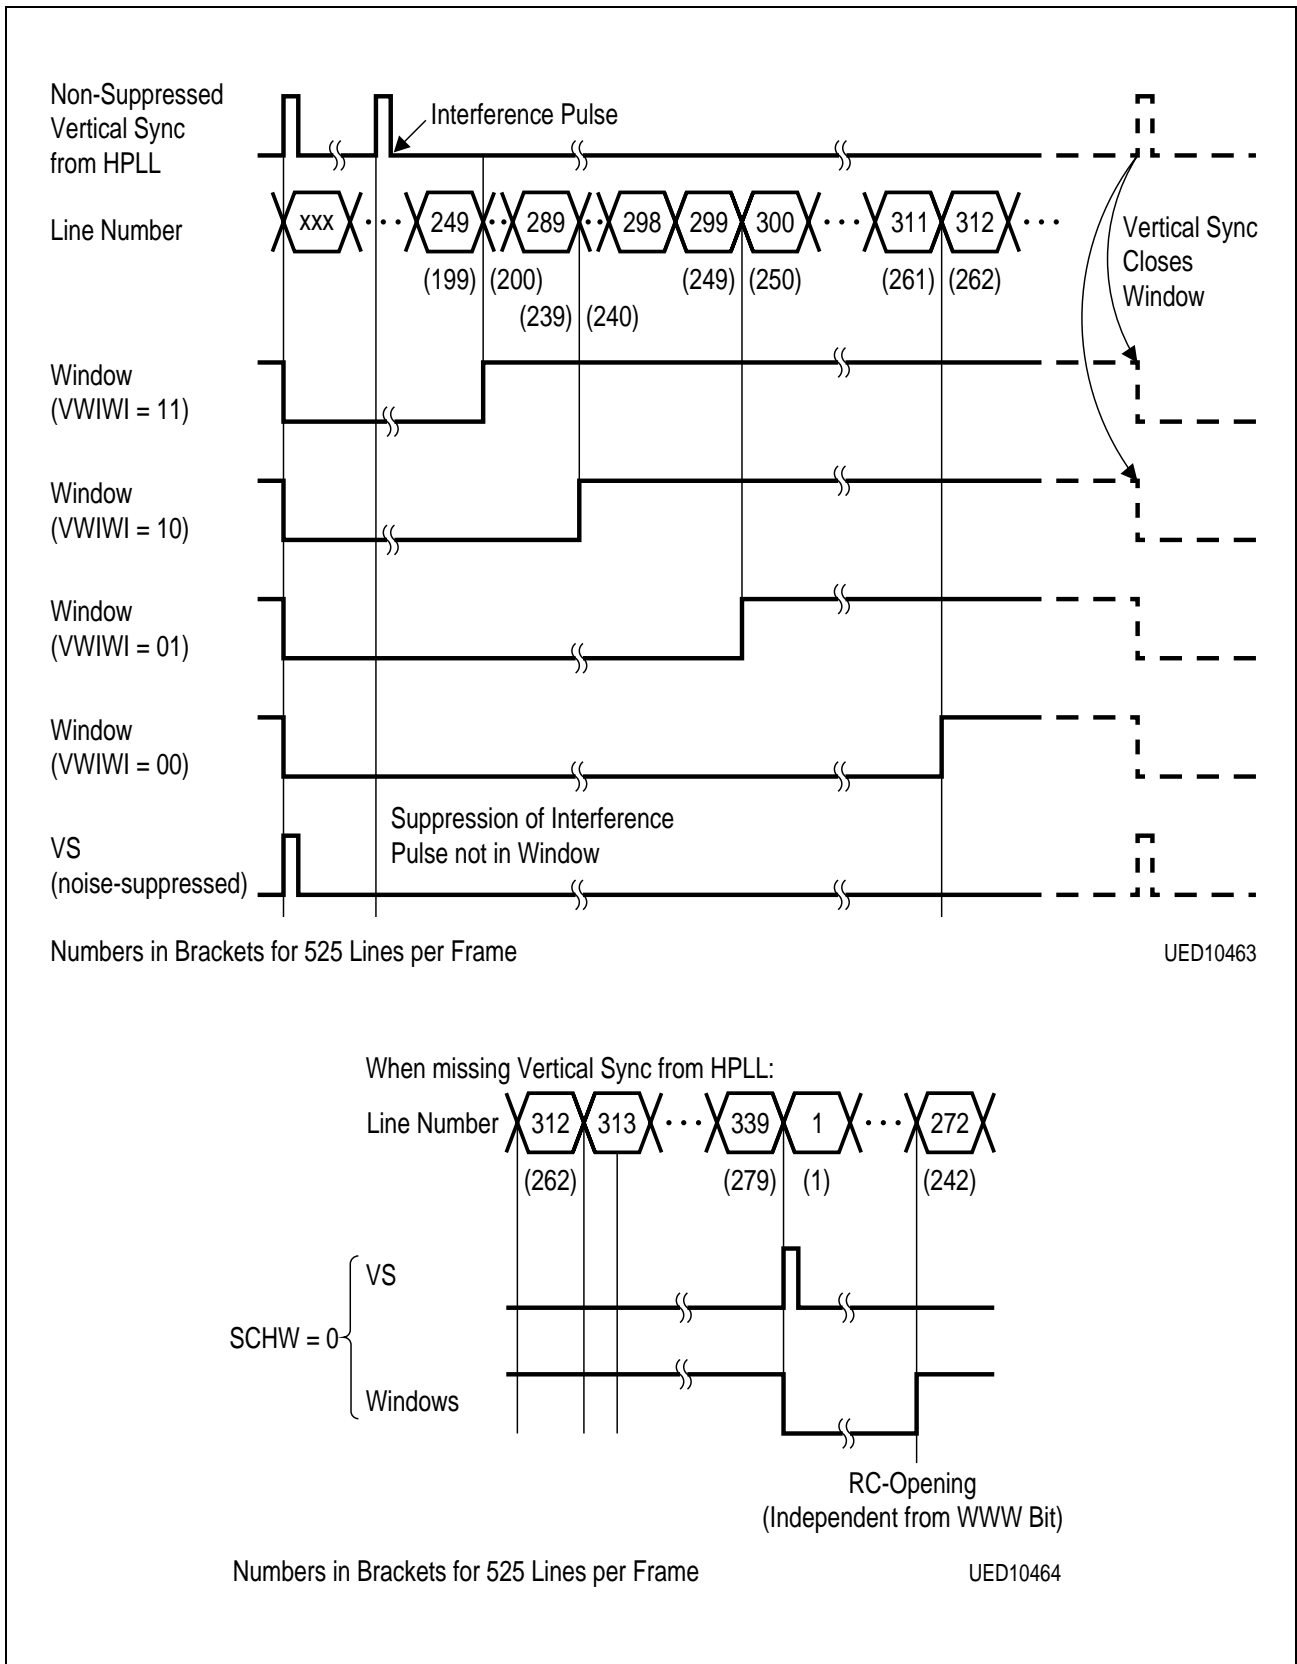 Non-Suppressed
Vertical Sync
from HPLL
Interference Pulse
Line Number
xxx 249 289 298 299 300 311 312
(199) (200) (249) (250) (261) (262)
(239) (240)
Vertical Sync
Closes
Window
Window
(VWIWI = 11)
Window
(VWIWI = 10)
Window
(VWIWI = 01)
Window
(VWIWI = 00)
Suppression of Interference
Pulse not in Window
VS
(noise-suppressed)
Numbers in Brackets for 525 Lines per Frame
UED10463
When missing Vertical Sync from HPLL:
Line Number 312 313 339 1 272
(262) (279) (1) (242)
VS
SCHW = 0
Windows
RC-Opening
(Independent from WWW Bit)
Numbers in Brackets for 525 Lines per Frame
UED10464